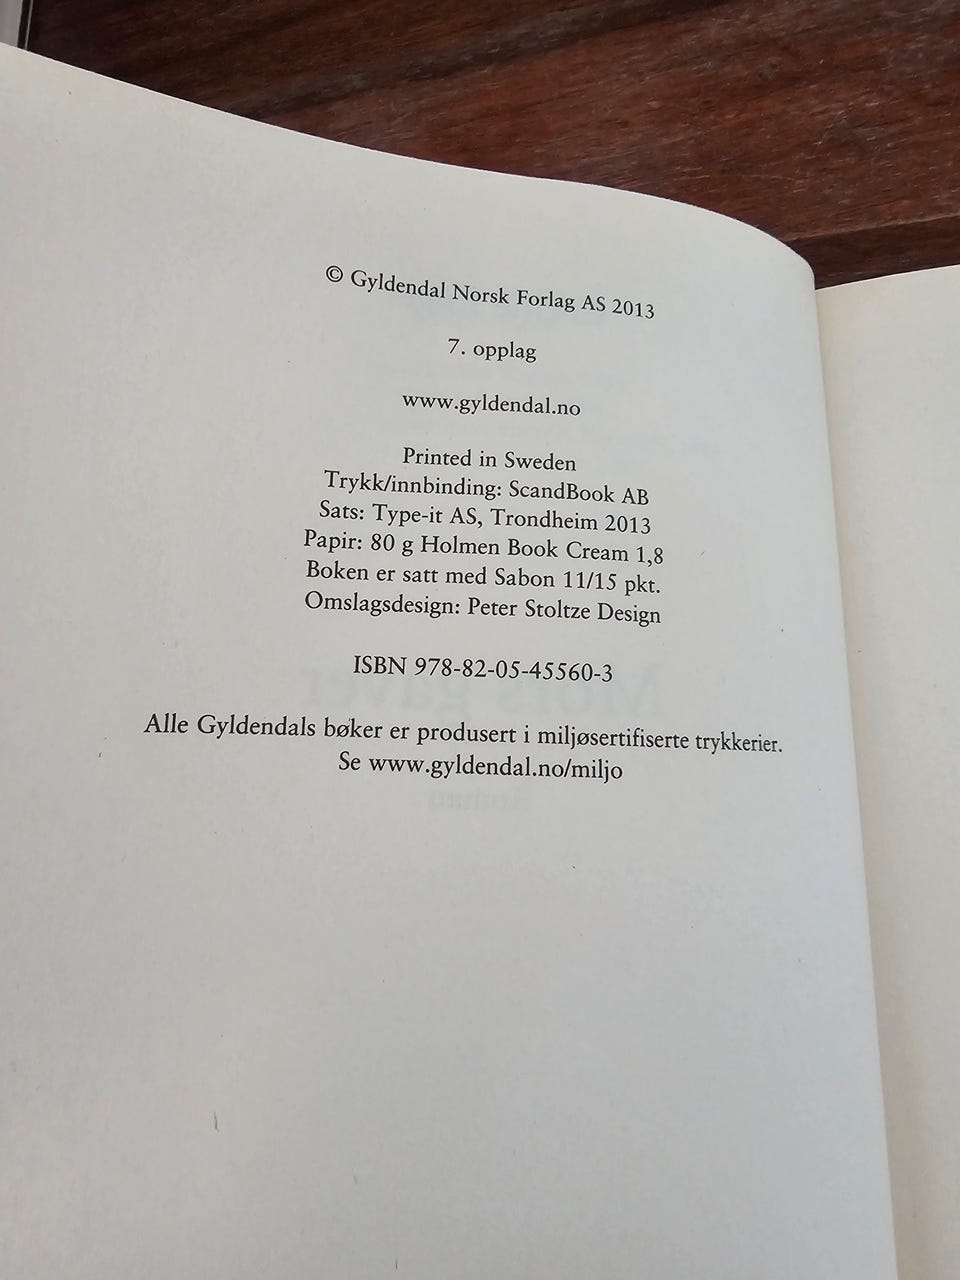 © Gyldendal Norsk Forlag AS 2013
7. opplag
www.gyldendal.no
Printed in Sweden
Trykk/innbinding: ScandBook AB
Sats: Type-it AS, Trondheim 2013
Papir: 80 g Holmen Book Cream 1,8
Boken er satt med Sabon 11/15 pkt.
Omslagsdesign: Peter Stoltze Design
ISBN 978-82-05-45560-3
Alle Gyldendals bøker er produsert i miljøsertifiserte trykkerier.
Se www.gyldendal.no/miljo